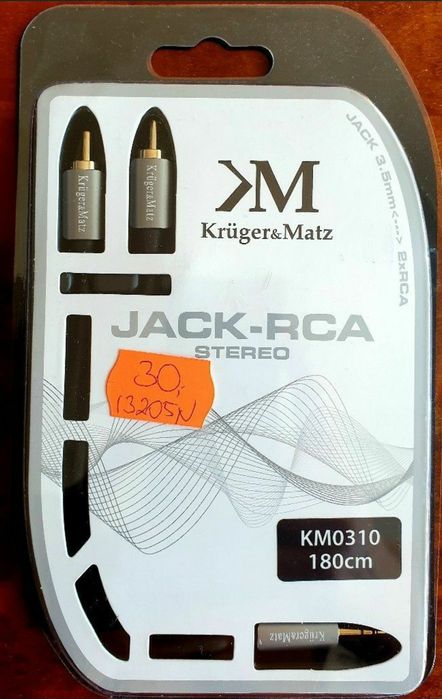 Krüger&Matz
Krüger&Matz
KM
Krüger&Matz
JACK 3.5mm<---> 2xRCA
JACK-RCA
STEREO
30,-
13205N
KM0310
180cm
Krüger&Matz